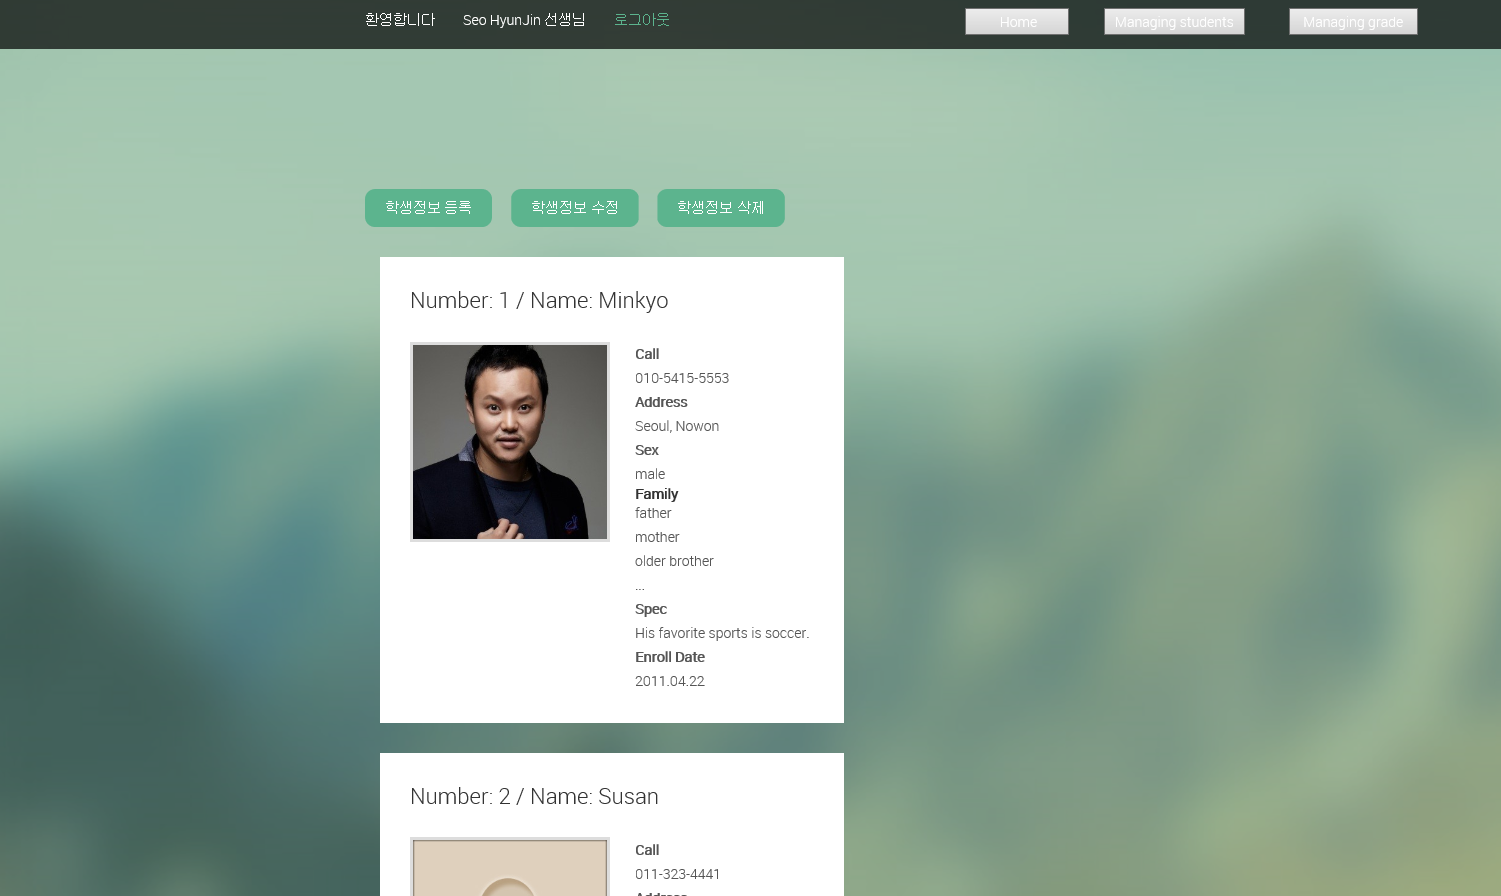 환영합니다 Seo HyunJin 선생님 로그아웃 Home Managing students Managing grade
학생정보 등록 학생정보 수정 학생정보 삭제
Number: 1 / Name: Minkyo
Call
010-5415-5553
Address
Seoul, Nowon
Sex
male
Family
father
mother
older brother
...
Spec
His favorite sports is soccer.
Enroll Date
2011.04.22
Number: 2 / Name: Susan
Call
011-323-4441
Address